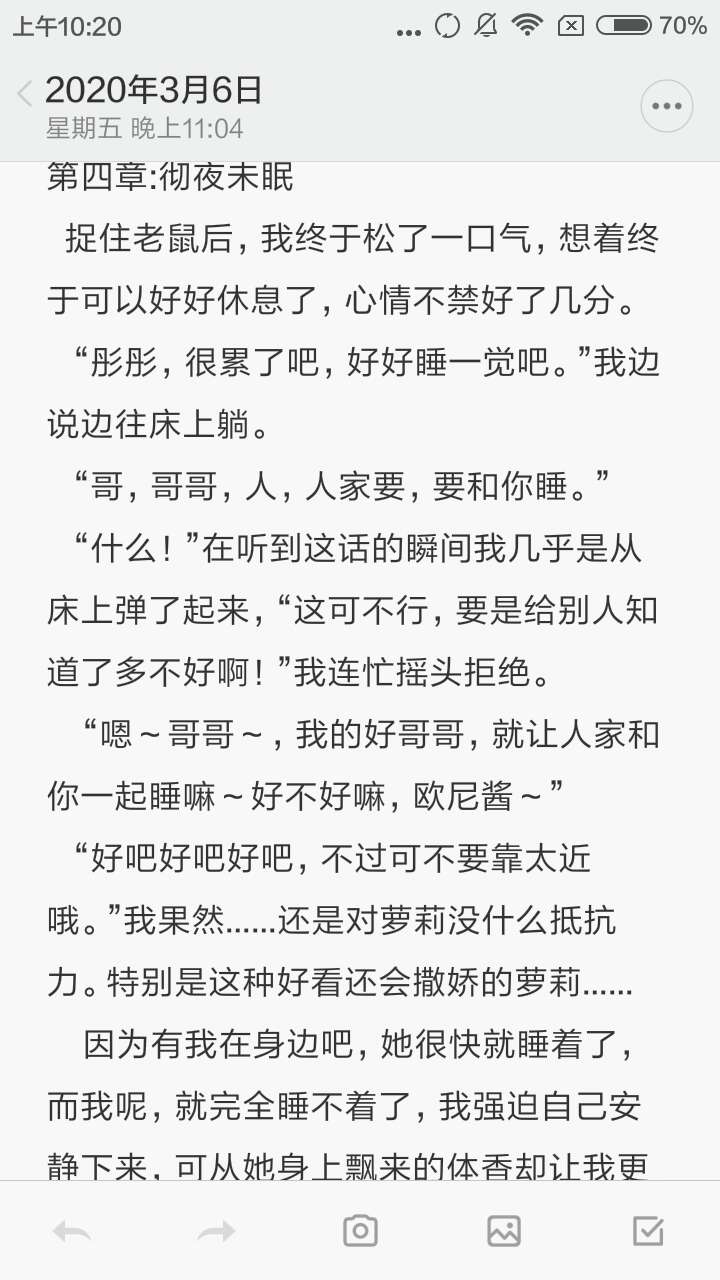 上午10:20
70%
2020年3月6日
星期五 晚上11:04
第四章:彻夜未眠
捉住老鼠后，我终于松了一口气，想着终
于可以好好休息了，心情不禁好了几分。
“彤彤，很累了吧，好好睡一觉吧。”我边
说边往床上躺。
“哥，哥哥，人，人家要，要和你睡。”
“什么！”在听到这话的瞬间我几乎是从
床上弹了起来，“这可不行，要是给别人知
道了多不好啊！”我连忙摇头拒绝。
“嗯～哥哥～，我的好哥哥，就让人家和
你一起睡嘛～好不好嘛，欧尼酱～”
“好吧好吧好吧，不过可不要靠太近
哦。”我果然……还是对萝莉没什么抵抗
力。特别是这种好看还会撒娇的萝莉……
因为有我在身边吧，她很快就睡着了，
而我呢，就完全睡不着了，我强迫自己安
静下来，可从她身上飘来的体香却让我更